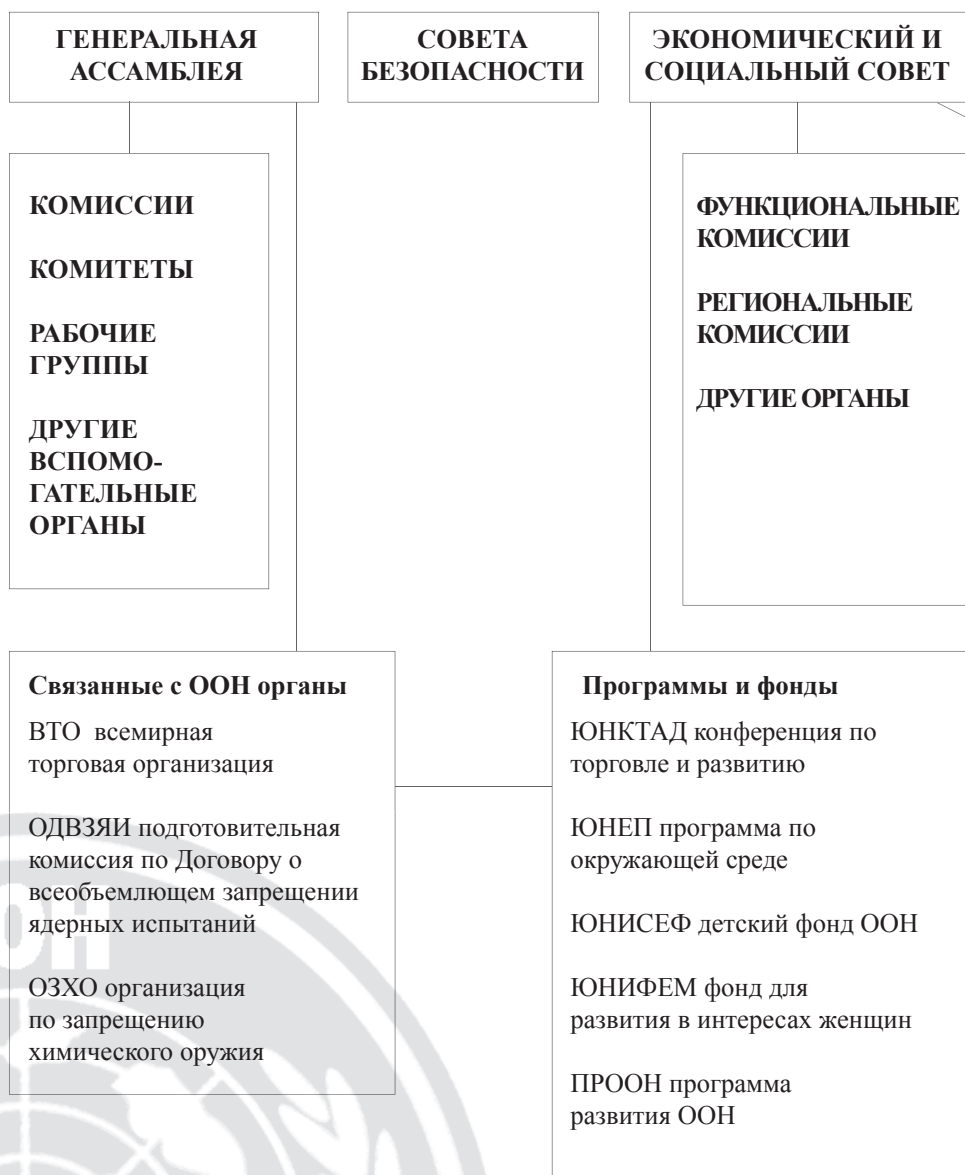 ГЕНЕРАЛЬНАЯ
АССАМБЛЕЯ
СОВЕТА
БЕЗОПАСНОСТИ
ЭКОНОМИЧЕСКИЙ И
СОЦИАЛЬНЫЙ СОВЕТ
КОМИССИИ
КОМИТЕТЫ
РАБОЧИЕ
ГРУППЫ
ДРУГИЕ
ВСПОМО-
ГАТЕЛЬНЫЕ
ОРГАНЫ
ФУНКЦИОНАЛЬНЫЕ
КОМИССИИ
РЕГИОНАЛЬНЫЕ
КОМИССИИ
ДРУГИЕ ОРГАНЫ
Связанные с ООН органы
ВТО всемирная
торговая организация
ОДВЗЯИ подготовительная
комиссия по Договору о
всеобъемлющем запрещении
ядерных испытаний
ОЗХО организация
по запрещению
химического оружия
Программы и фонды
ЮНКТАД конференция по
торговле и развитию
ЮНЕП программа по
окружающей среде
ЮНИСЕФ детский фонд ООН
ЮНИФЕМ фонд для
развития в интересах женщин
ПРООН программа
развития ООН
ООН